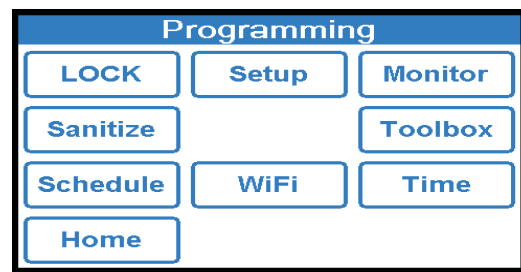 Programming
LOCK Setup Monitor
Sanitize Toolbox
Schedule WiFi Time
Home